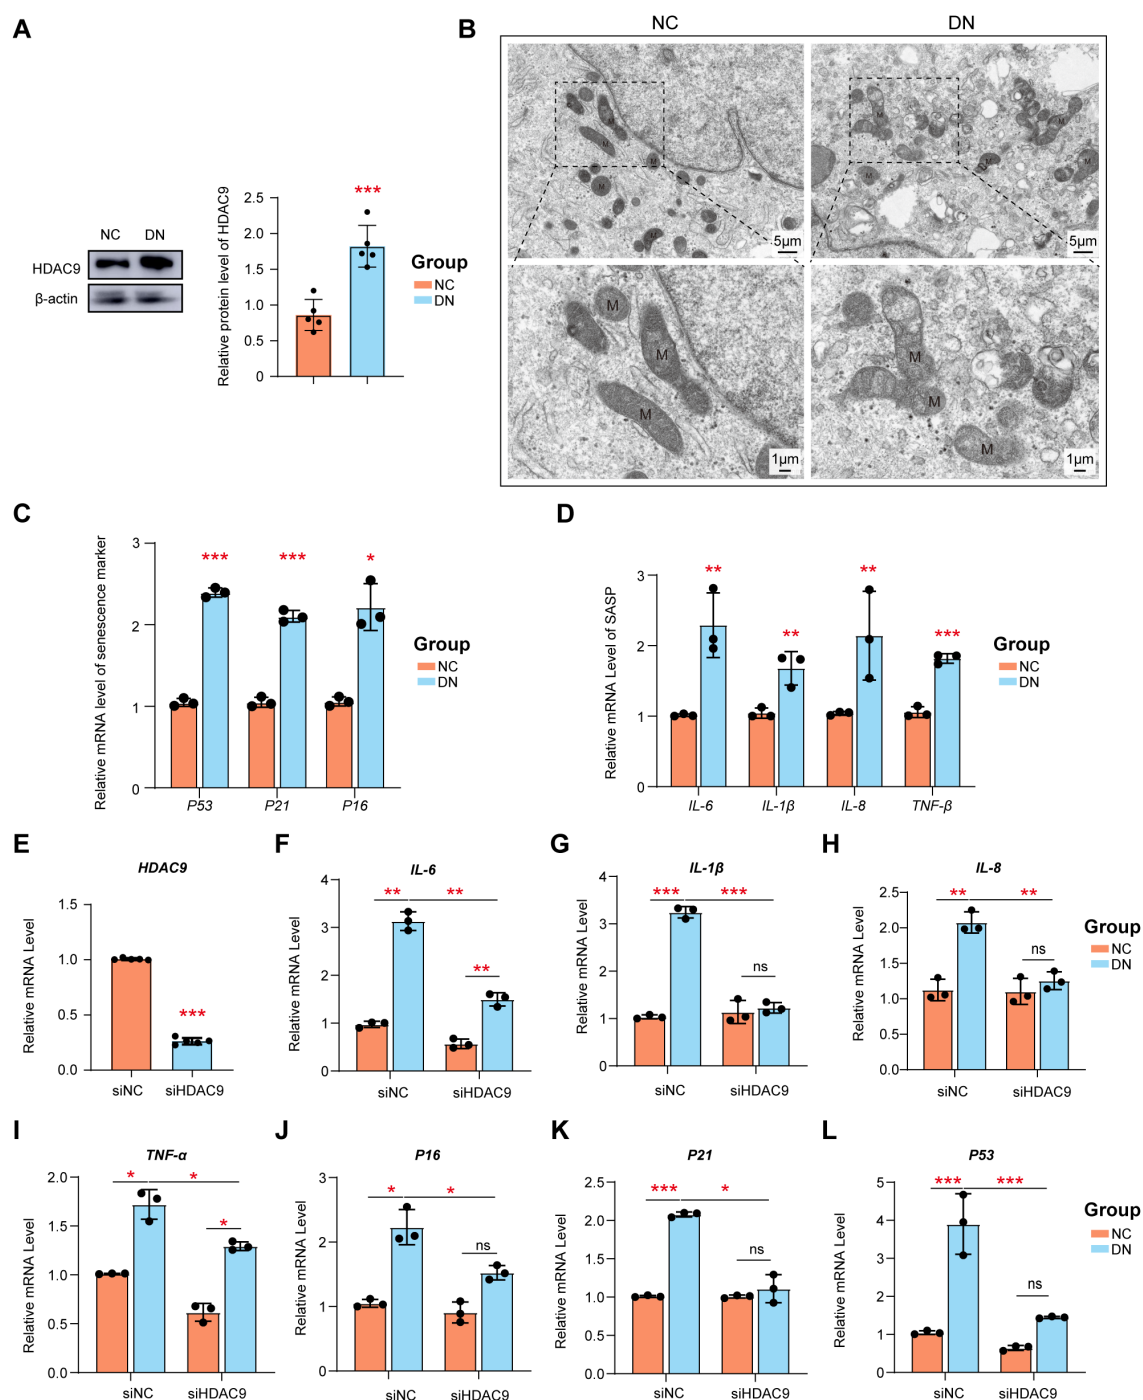 A
NC DN
HDAC9
β-actin
Relative protein level of HDAC9
2.5
2.0
1.5
1.0
0.5
0
***
Group
NC
DN
B
NC DN
M
M
M
M
M
M
5μm
5μm
M
M
M
M
M
M
1μm
1μm
C
Relative mRNA level of senescence marker
3
2
1
0
*** *** *
P53 P21 P16
Group
NC
DN
D
Relative mRNA Level of SASP
3
2
1
0
** ** ** ***
IL-6 IL-1β IL-8 TNF-β
Group
NC
DN
E
HDAC9
Relative mRNA Level
1.5
1.0
0.5
0.0
***
siNC siHDAC9
F
IL-6
Relative mRNA Level
4
3
2
1
0
** **
**
siNC siHDAC9
G
IL-1β
Relative mRNA Level
4
3
2
1
0
*** ***
ns
siNC siHDAC9
H
IL-8
Relative mRNA Level
2.5
2.0
1.5
1.0
0.5
0.0
** **
ns
siNC siHDAC9
Group
NC
DN
I
TNF-α
Relative mRNA Level
2.0
1.5
1.0
0.5
0.0
* *
*
siNC siHDAC9
J
P16
Relative mRNA Level
3
2
1
0
* *
ns
siNC siHDAC9
K
P21
Relative mRNA Level
2.5
2.0
1.5
1.0
0.5
0.0
*** *
ns
siNC siHDAC9
L
P53
Relative mRNA Level
5
4
3
2
1
0
*** ***
ns
siNC siHDAC9
Group
NC
DN